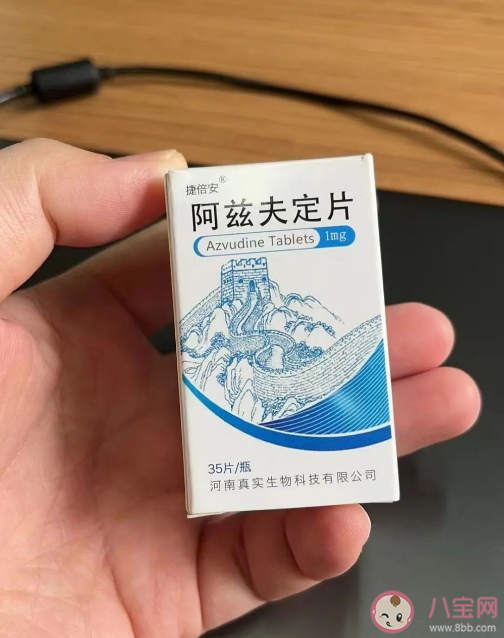 捷倍安®
阿兹夫定片
Azvudine Tablets 1mg
35片/瓶
河南真实生物科技有限公司
八宝网
www.8bb.com